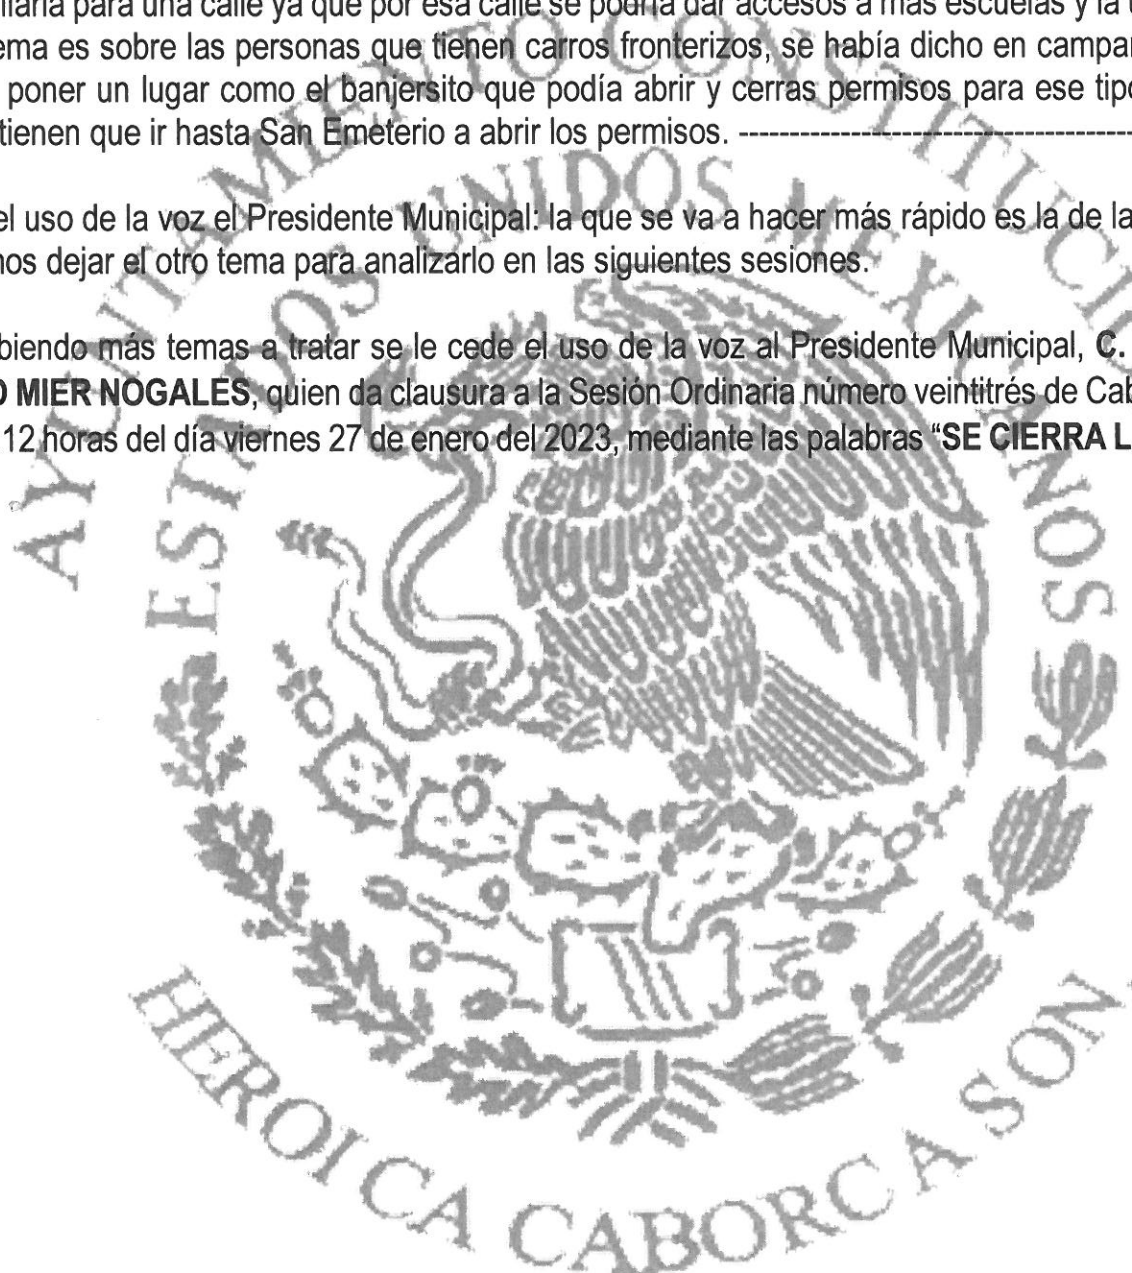 para una calle ya que por esa calle se podría dar accesos a más escuelas y la
ema es sobre las personas que tienen carros fronterizos, se había dicho en campa
poner un lugar como el banjersito que podía abrir y cerras permisos para ese tipo
tienen que ir hasta San Emeterio a abrir los permisos. ----------------------------------------
el uso de la voz el Presidente Municipal: la que se va a hacer más rápido es la de la
nos dejar el otro tema para analizarlo en las siguientes sesiones.
biendo más temas a tratar se le cede el uso de la voz al Presidente Municipal, C.
O MIER NOGALES, quien da clausura a la Sesión Ordinaria número veintitrés de Cab
12 horas del día viernes 27 de enero del 2023, mediante las palabras “SE CIERRA L
AYUNTAMIENTO CONSTITUCI
ESTADOS UNIDOS MEXICANOS
HEROICA CABORCA SON